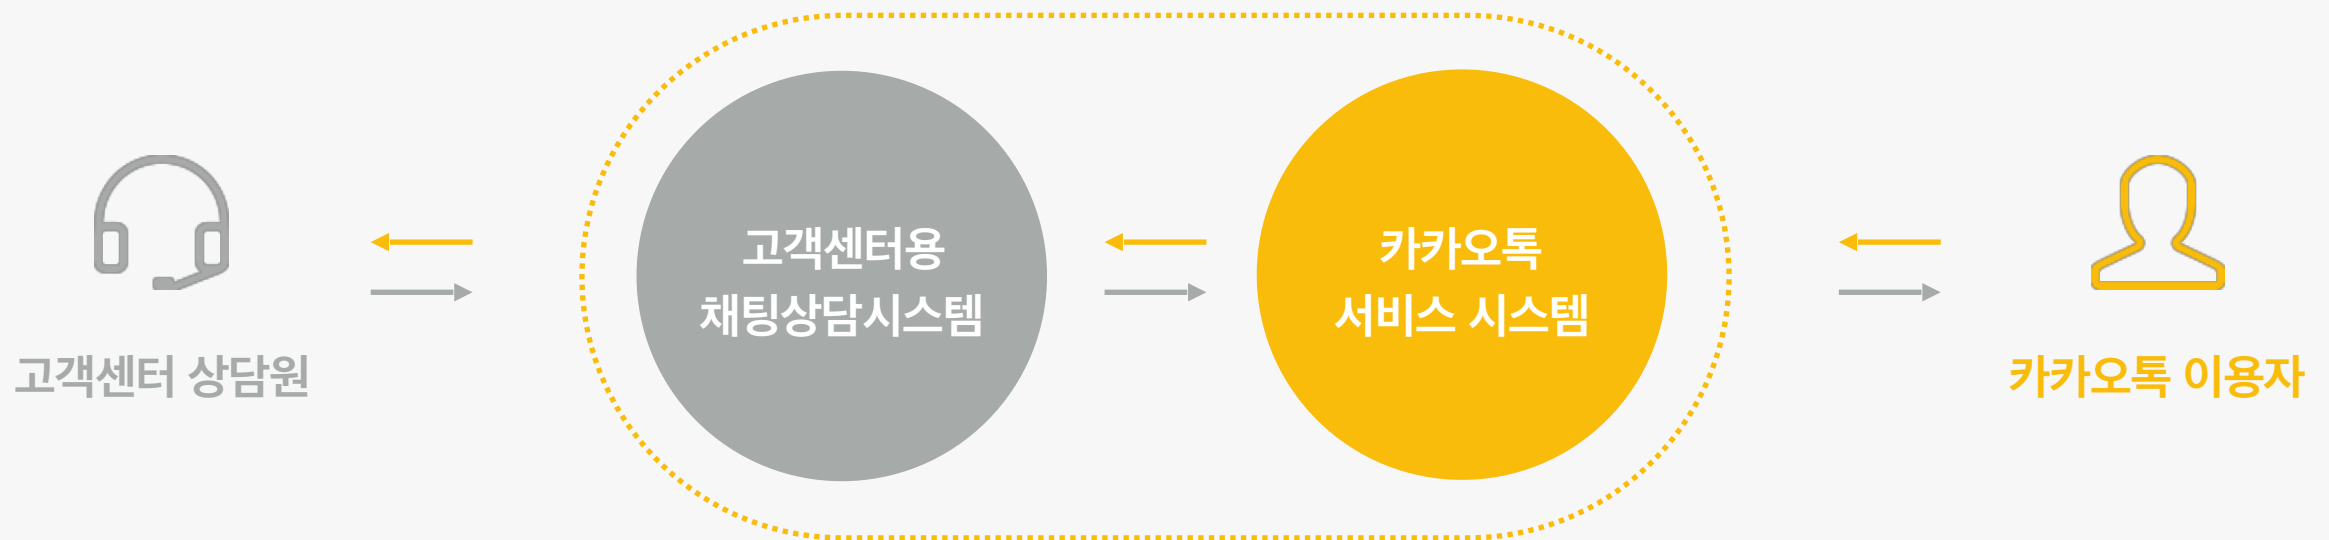 고객센터 상담원
고객센터용
채팅상담시스템
카카오톡
서비스 시스템
카카오톡 이용자